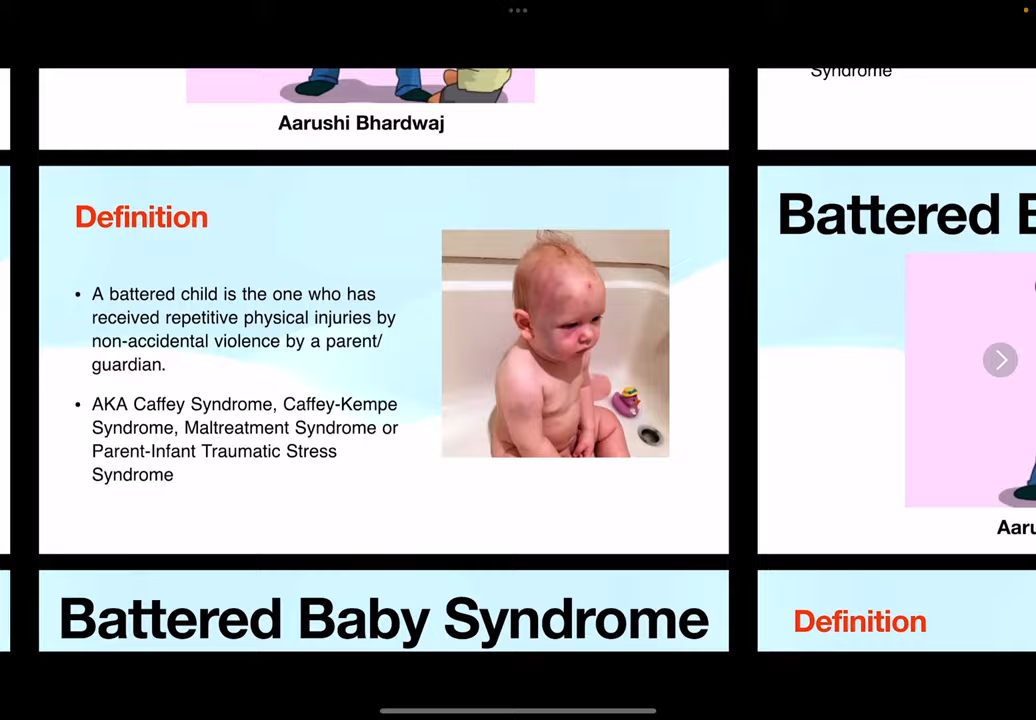 Syndrome
Aarushi Bhardwaj
Definition
• A battered child is the one who has
received repetitive physical injuries by
non-accidental violence by a parent/
guardian.
• AKA Caffey Syndrome, Caffey-Kempe
Syndrome, Maltreatment Syndrome or
Parent-Infant Traumatic Stress
Syndrome
Battered B
Aaru
Battered Baby Syndrome
Definition